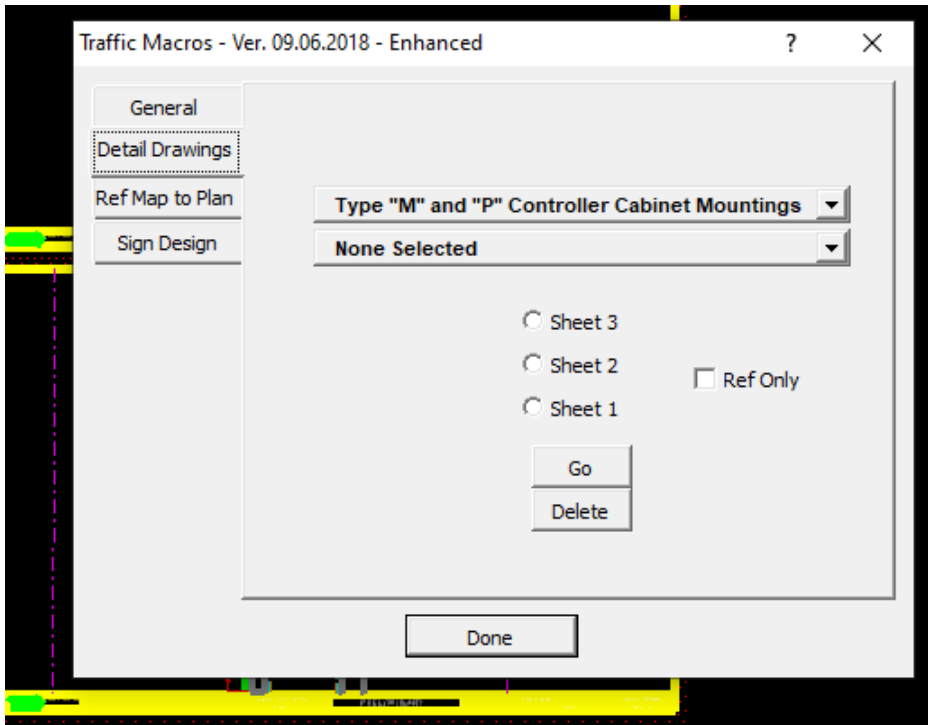 Traffic Macros - Ver. 09.06.2018 - Enhanced ?
General
Detail Drawings
Ref Map to Plan
Sign Design
Type "M" and "P" Controller Cabinet Mountings
None Selected
Sheet 3
Sheet 2
Ref Only
Sheet 1
Go
Delete
Done